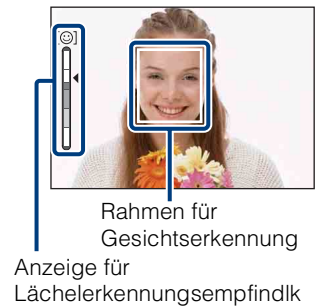 Rahmen für
Gesichtserkennung
Anzeige für
Lächelerkennungsempfindlk